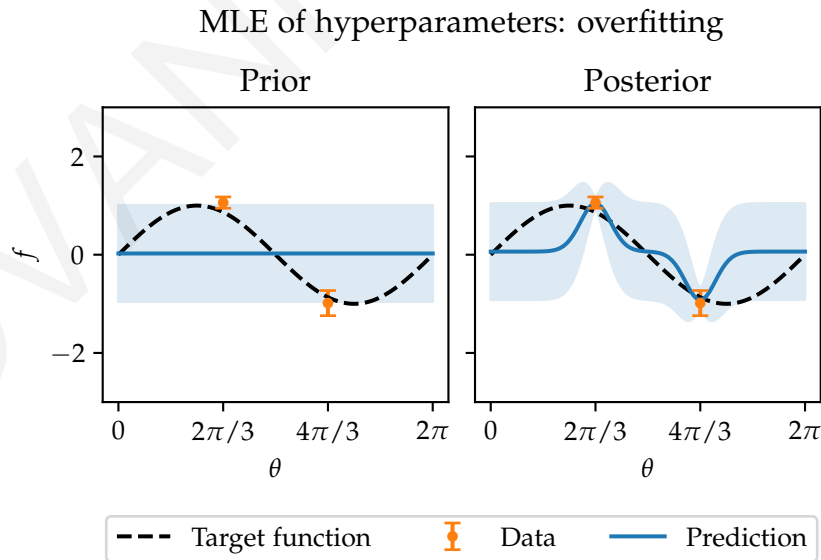 MLE of hyperparameters: overfitting
Prior
Posterior
f
2
0
−2
0
2π/3
4π/3
2π
θ
0
2π/3
4π/3
2π
θ
Target function
Data
Prediction